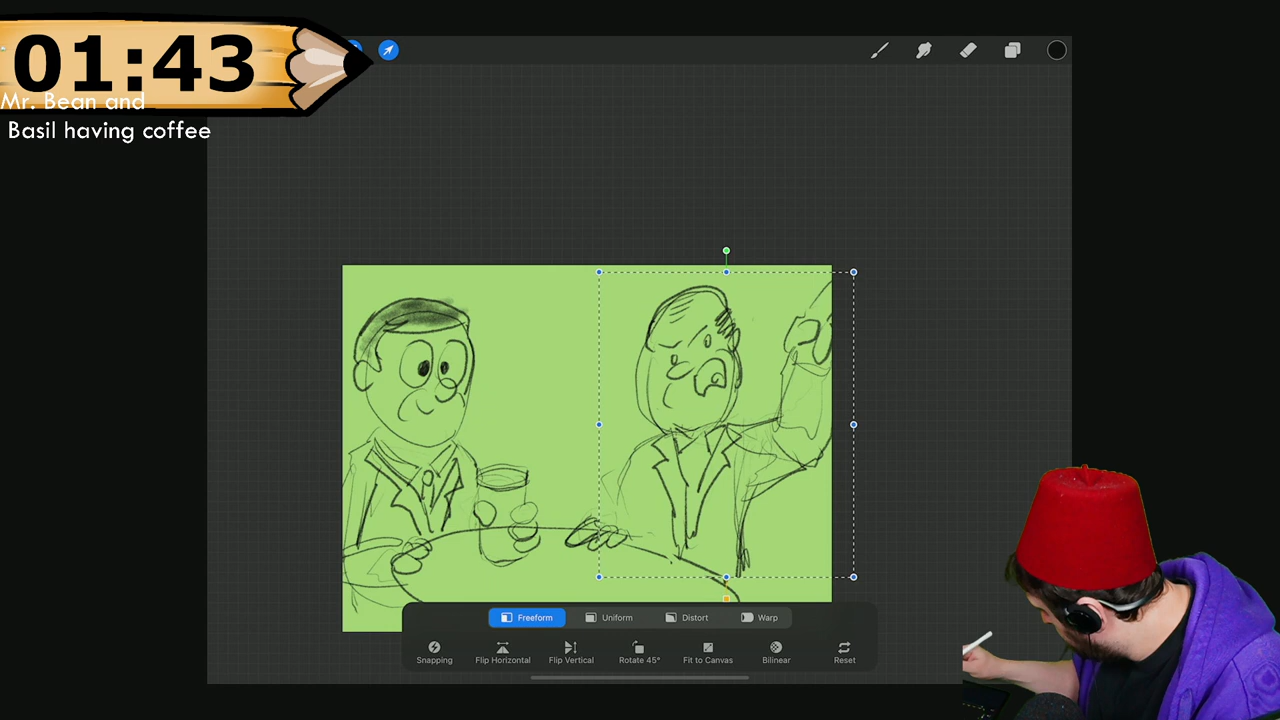 01:43
Mr. Bean and
Basil having coffee
Freeform
Uniform
Distort
Warp
Snapping
Flip Horizontal
Flip Vertical
Rotate 45°
Fit to Canvas
Bilinear
Reset